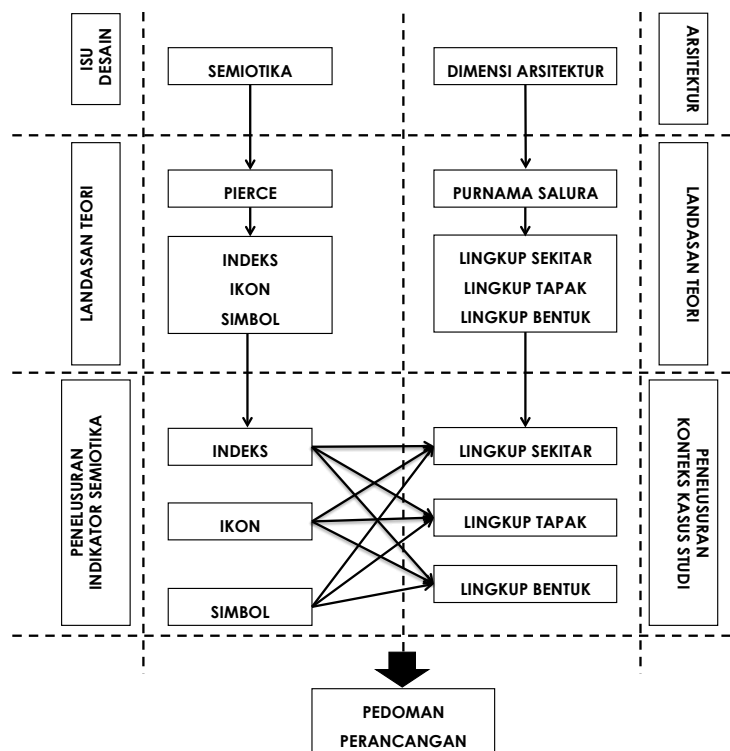 ISU
DESAIN
SEMIOTIKA
DIMENSI ARSITEKTUR
ARSITEKTUR
LANDASAN TEORI
PIERCE
PURNAMA SALURA
LANDASAN TEORI
INDEKS
IKON
SIMBOL
LINGKUP SEKITAR
LINGKUP TAPAK
LINGKUP BENTUK
PENELUSURAN
INDIKATOR SEMIOTIKA
INDEKS
LINGKUP SEKITAR
IKON
LINGKUP TAPAK
SIMBOL
LINGKUP BENTUK
PENELUSURAN
KONTEKS KASUS STUDI
PEDOMAN
PERANCANGAN